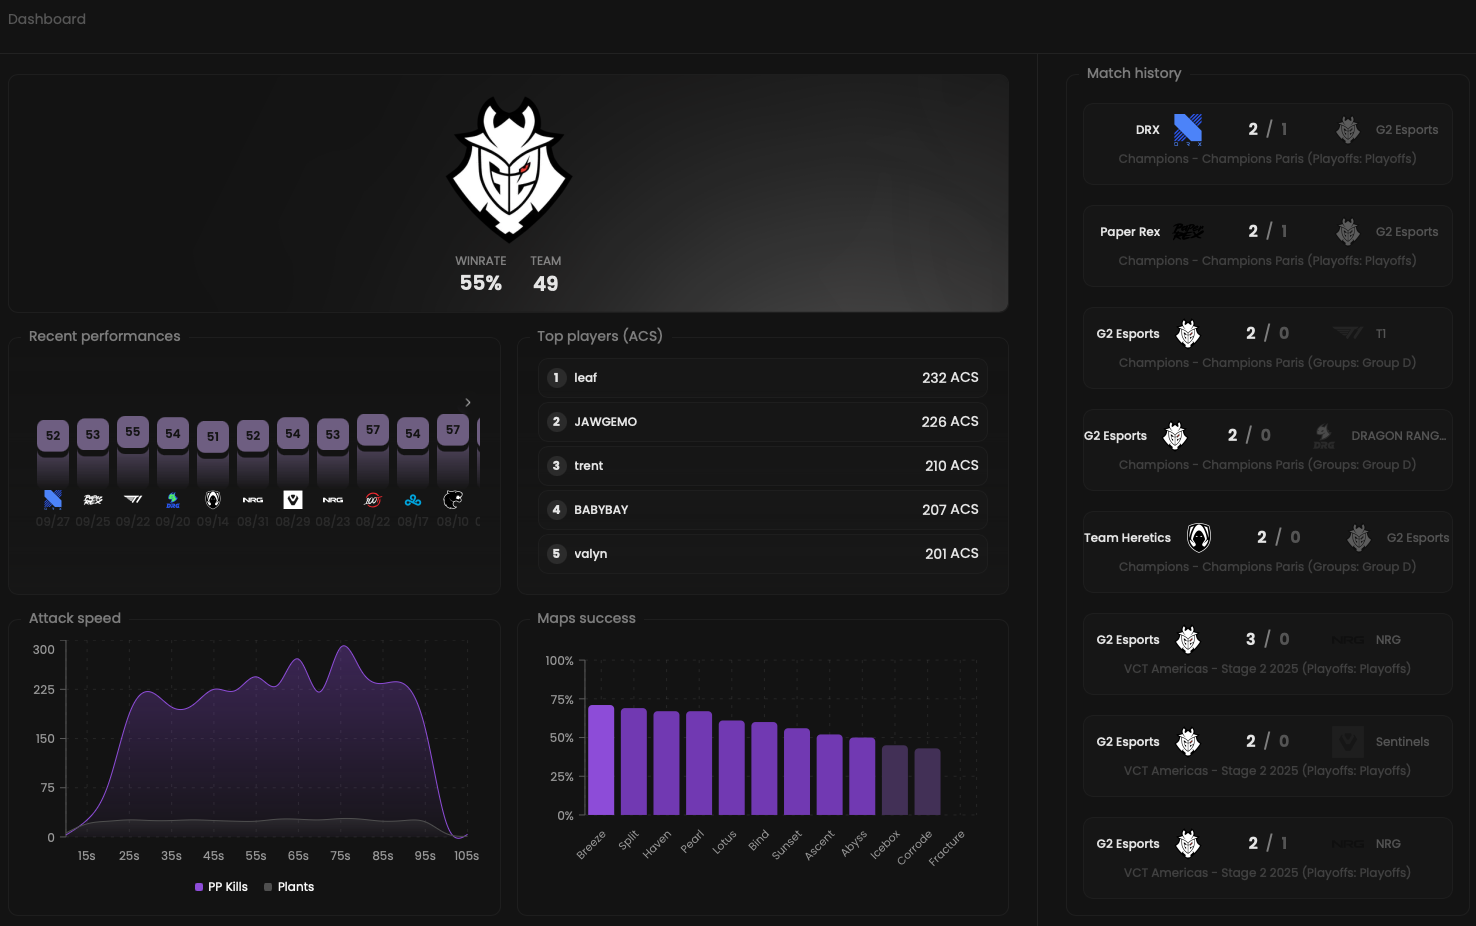 Dashboard
WINRATE TEAM
55% 49
Recent performances
52 53 55 54 51 52 54 53 57 54 57
NRG NRG
09/27 09/25 09/22 09/20 09/14 08/31 08/29 08/23 08/22 08/17 08/10
Top players (ACS)
1 leaf 232 ACS
2 JAWGEMO 226 ACS
3 trent 210 ACS
4 BABYBAY 207 ACS
5 valyn 201 ACS
Attack speed
300
225
150
75
0
15s 25s 35s 45s 55s 65s 75s 85s 95s 105s
PP Kills Plants
Maps success
100%
75%
50%
25%
0%
Breeze Split Haven Pearl Lotus Bind Sunset Ascent Abyss Icebox Corrode Fracture
Match history
DRX 2 / 1 G2 Esports
Champions - Champions Paris (Playoffs: Playoffs)
Paper Rex 2 / 1 G2 Esports
Champions - Champions Paris (Playoffs: Playoffs)
G2 Esports 2 / 0 T1
Champions - Champions Paris (Groups: Group D)
G2 Esports 2 / 0 DRG DRAGON RANG...
Champions - Champions Paris (Groups: Group D)
Team Heretics 2 / 0 G2 Esports
Champions - Champions Paris (Groups: Group D)
G2 Esports 3 / 0 NRG NRG
VCT Americas - Stage 2 2025 (Playoffs: Playoffs)
G2 Esports 2 / 0 Sentinels
VCT Americas - Stage 2 2025 (Playoffs: Playoffs)
G2 Esports 2 / 1 NRG NRG
VCT Americas - Stage 2 2025 (Playoffs: Playoffs)